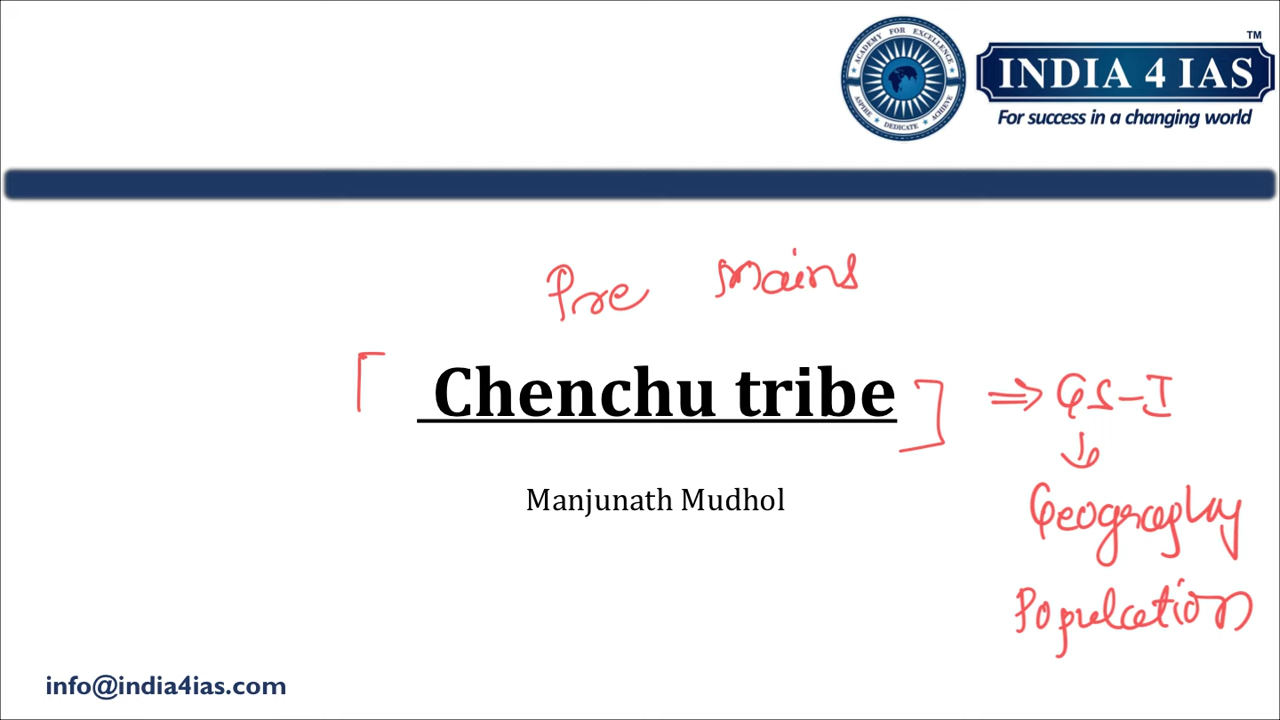 ACADEMY FOR EXCELLENCE
ASPIRE DEDICATE ACHIEVE
TM
INDIA 4 IAS
For success in a changing world
Pre Mains
Chenchu tribe
⇒ GS-I
↓
Manjunath Mudhol
Geography
Population
info@india4ias.com